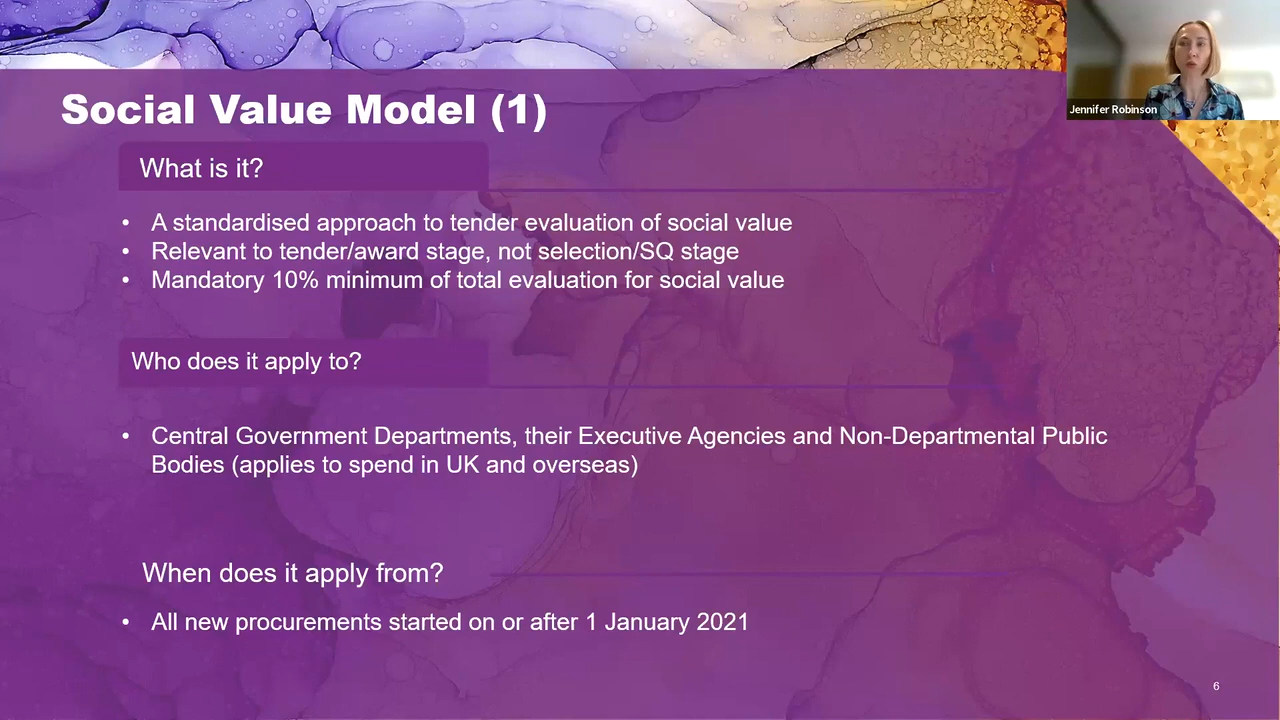 Jennifer Robinson
Social Value Model (1)
What is it?
• A standardised approach to tender evaluation of social value
• Relevant to tender/award stage, not selection/SQ stage
• Mandatory 10% minimum of total evaluation for social value
Who does it apply to?
• Central Government Departments, their Executive Agencies and Non-Departmental Public
Bodies (applies to spend in UK and overseas)
When does it apply from?
• All new procurements started on or after 1 January 2021
6